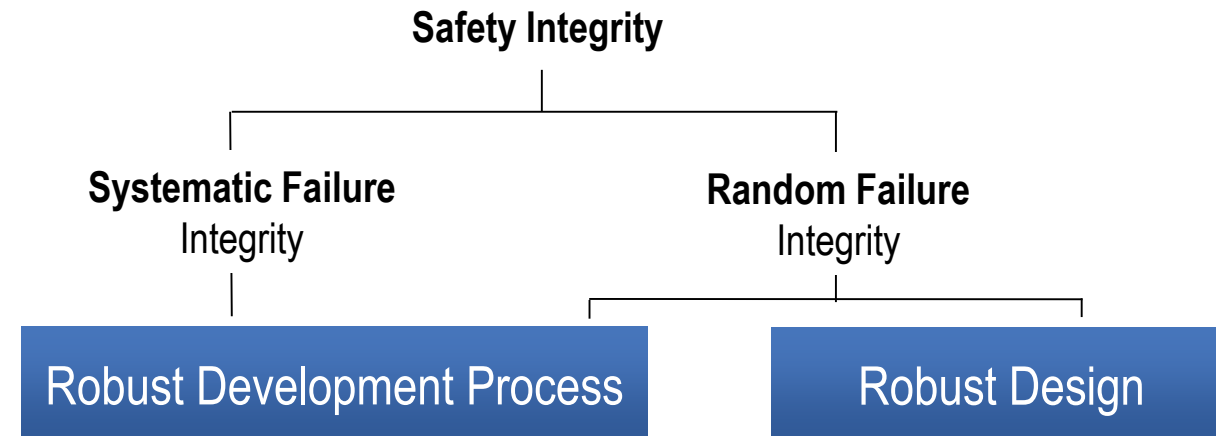 Safety Integrity
Systematic Failure
Integrity
Random Failure
Integrity
Robust Development Process
Robust Design